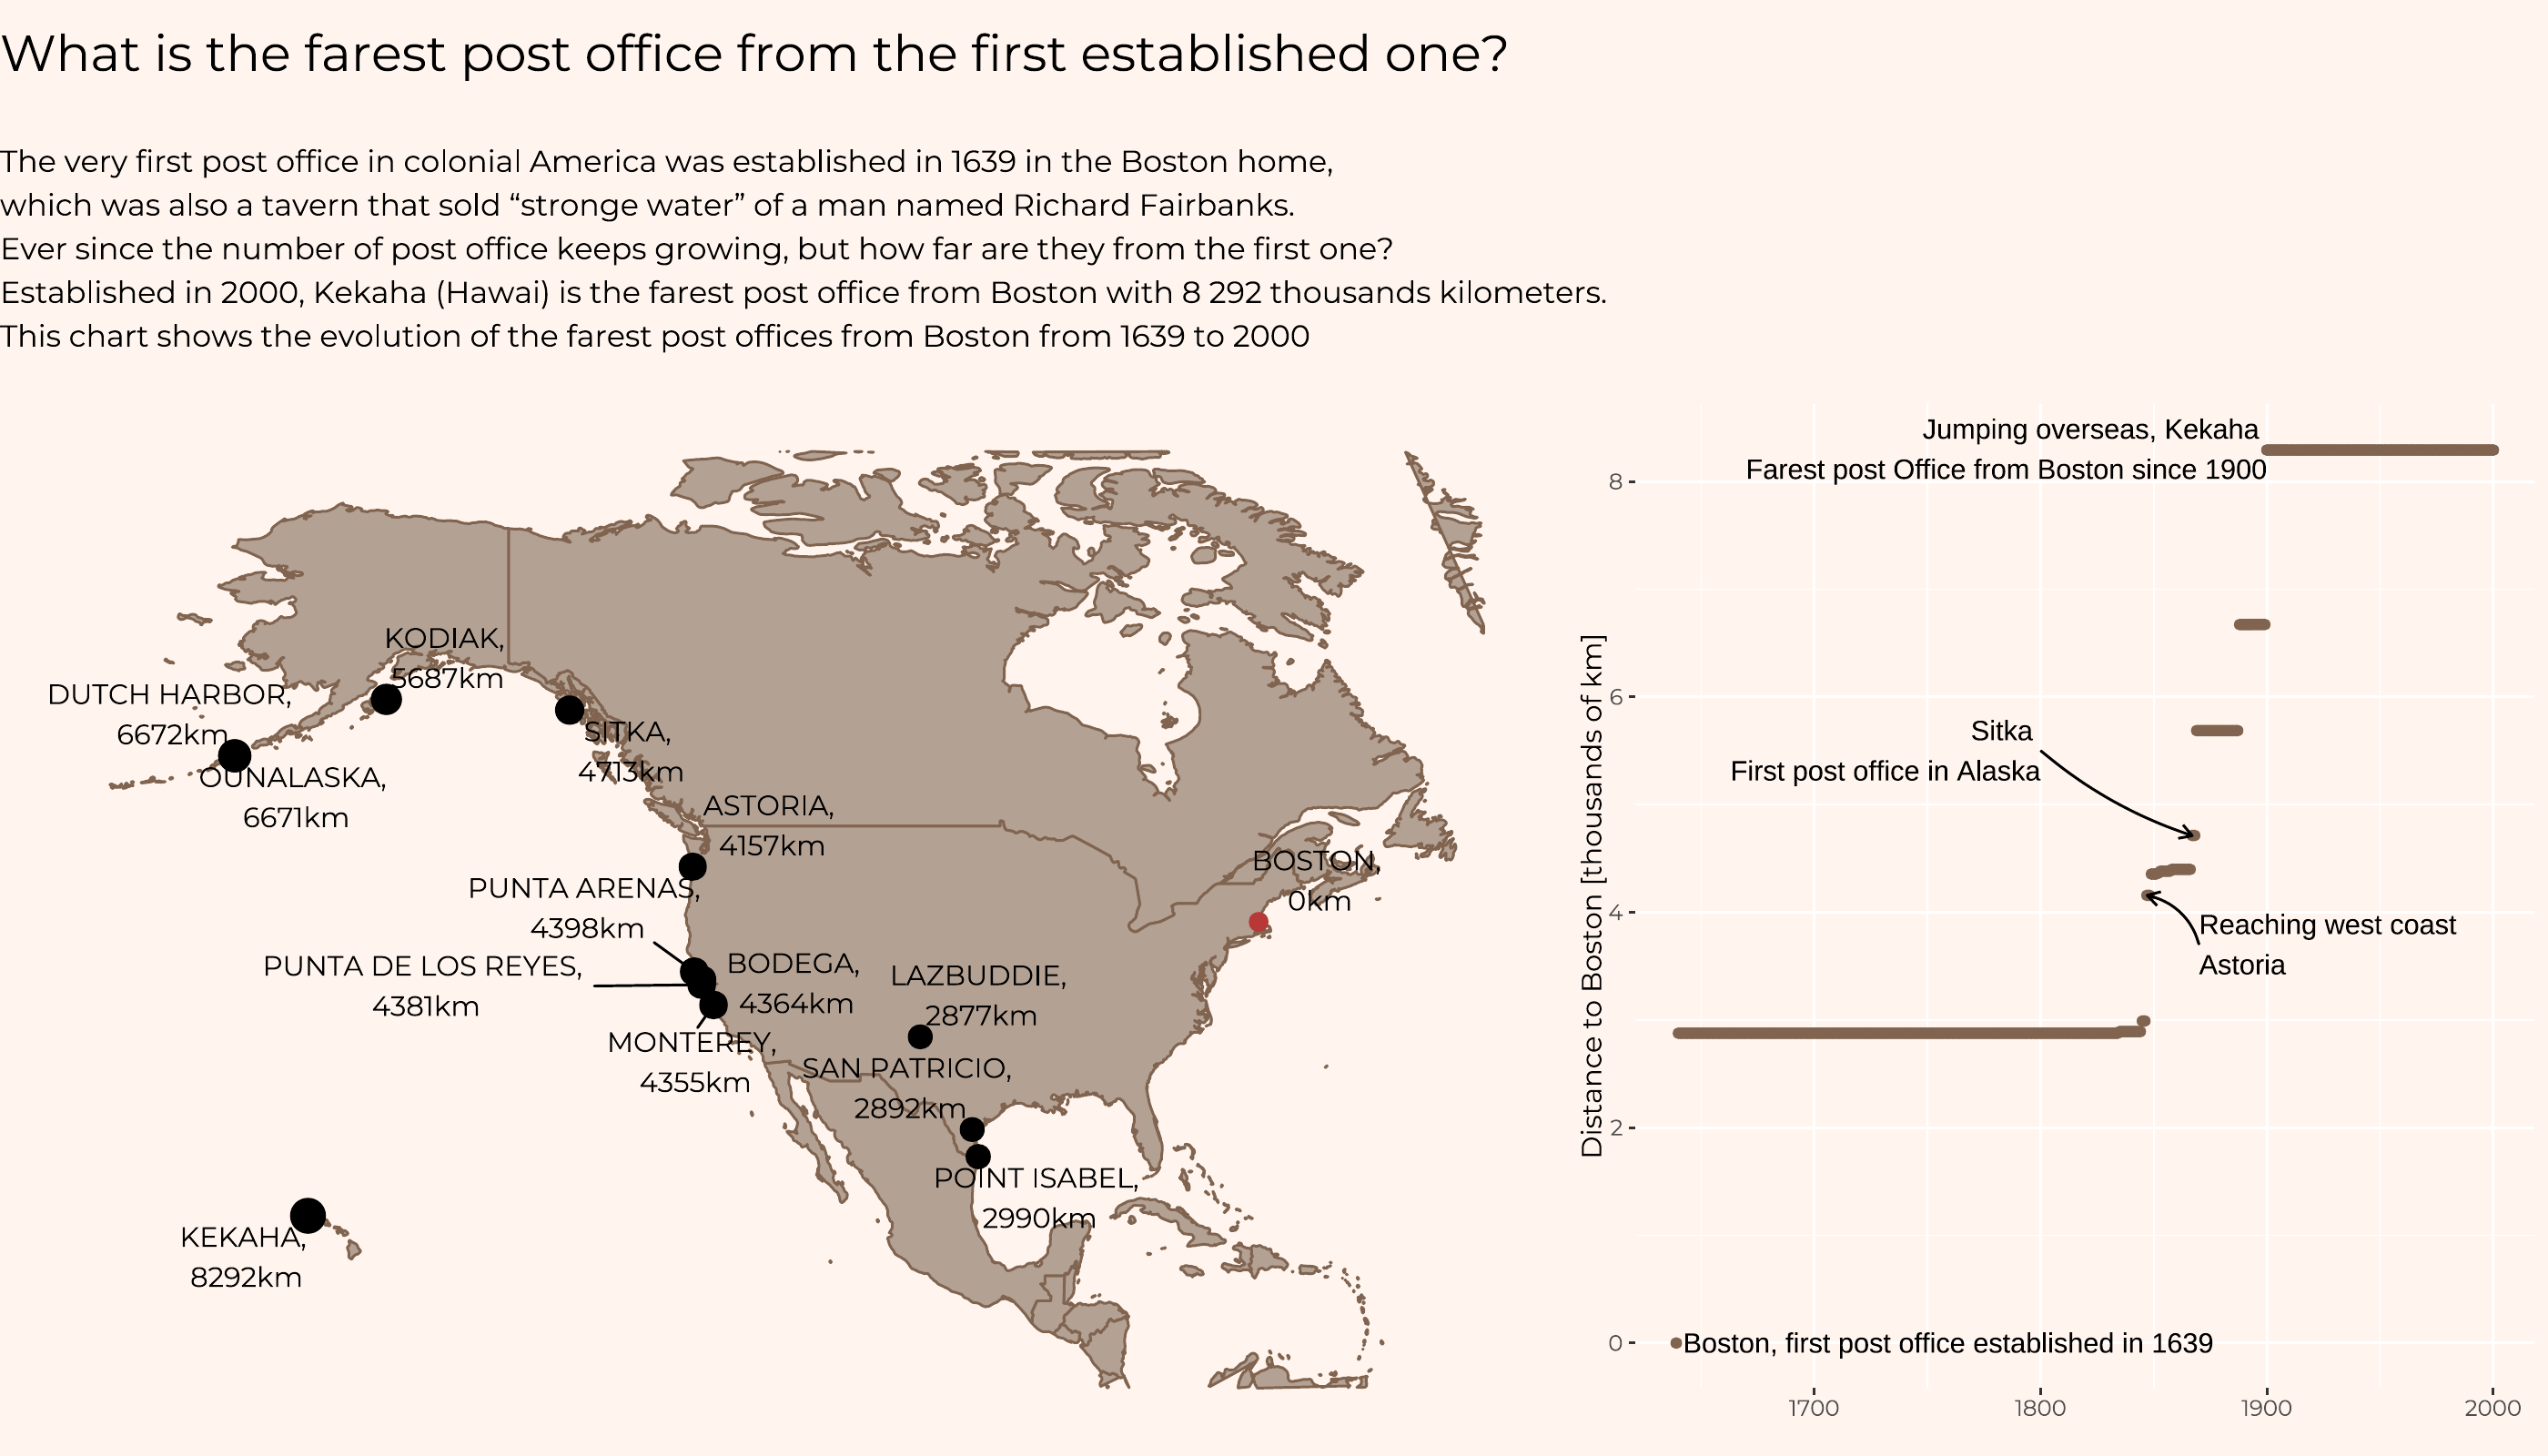 What is the farest post office from the first established one?
The very first post office in colonial America was established in 1639 in the Boston home,
which was also a tavern that sold “stronge water” of a man named Richard Fairbanks.
Ever since the number of post office keeps growing, but how far are they from the first one?
Established in 2000, Kekaha (Hawai) is the farest post office from Boston with 8 292 thousands kilometers.
This chart shows the evolution of the farest post offices from Boston from 1639 to 2000
KODIAK,
5687km
DUTCH HARBOR,
6672km
OUNALASKA,
6671km
SITKA,
4713km
ASTORIA,
4157km
PUNTA ARENAS,
4398km
PUNTA DE LOS REYES,
4381km
BODEGA,
4364km
MONTEREY,
4355km
LAZBUDDIE,
2877km
SAN PATRICIO,
2892km
POINT ISABEL,
2990km
BOSTON,
0km
KEKAHA,
8292km
Distance to Boston [thousands of km]
8
6
4
2
0
Jumping overseas, Kekaha
Farest post Office from Boston since 1900
Sitka
First post office in Alaska
Reaching west coast
Astoria
Boston, first post office established in 1639
1700
1800
1900
2000